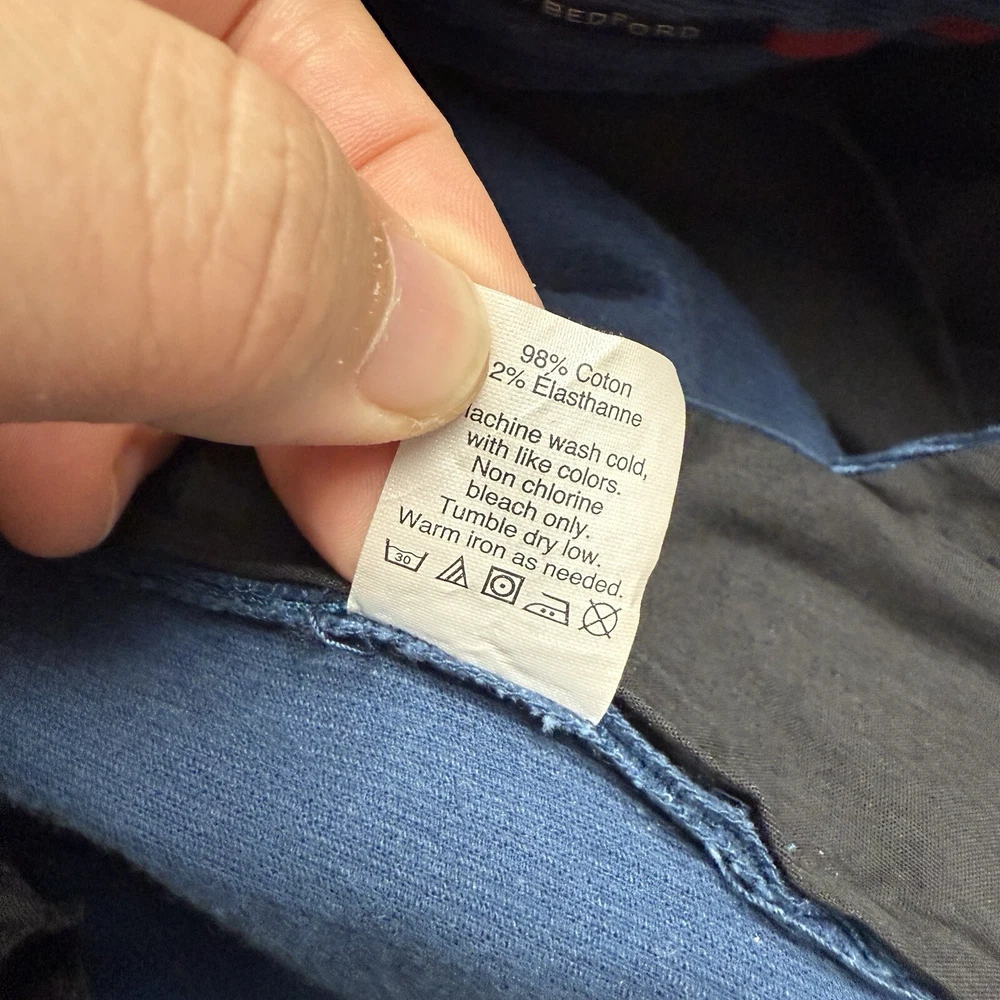 BEDFORD
98% Coton
2% Élasthanne
achine wash cold,
with like colors.
Non chlorine
bleach only.
Tumble dry low.
Warm iron as needed.
30